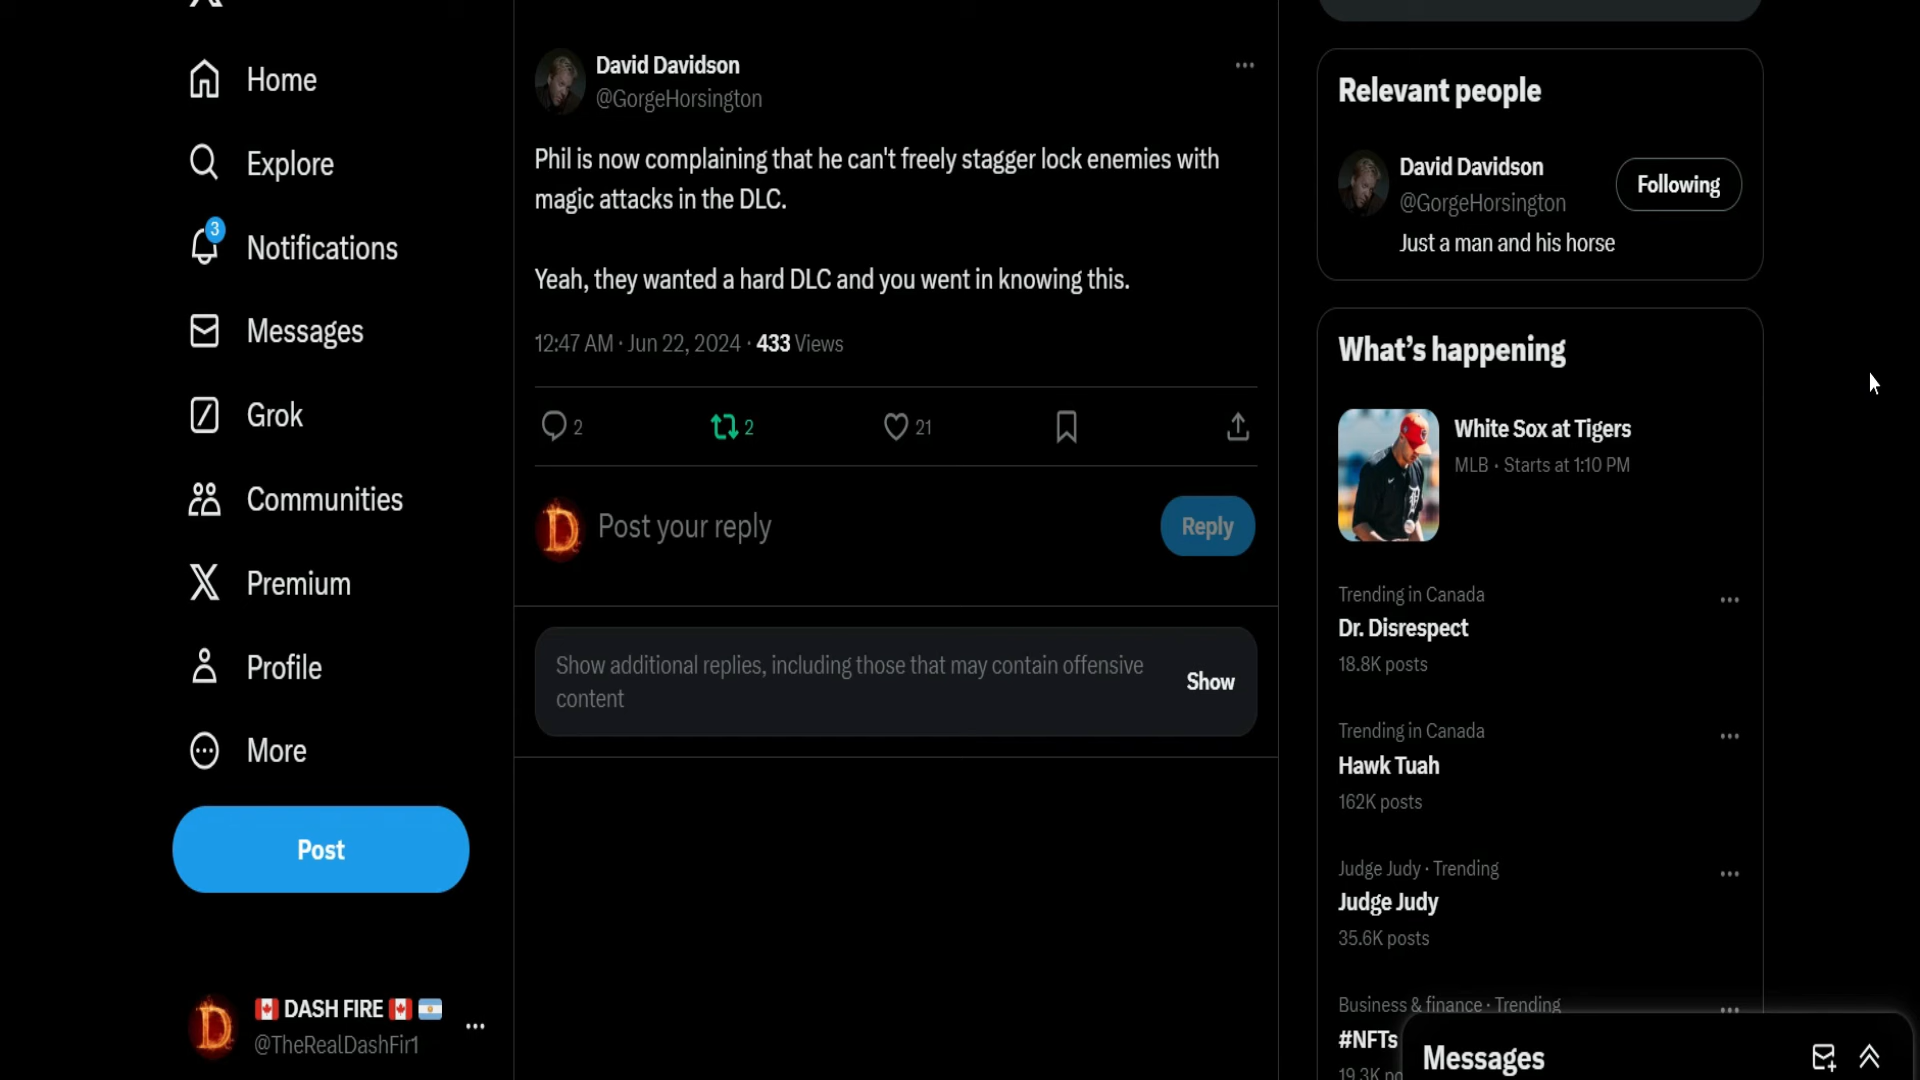 Home
Explore
3
Notifications
Messages
Grok
Communities
Premium
Profile
More
Post
DASH FIRE
@TheRealDashFir1
David Davidson
@GorgeHorsington
Phil is now complaining that he can't freely stagger lock enemies with
magic attacks in the DLC.
Yeah, they wanted a hard DLC and you went in knowing this.
12:47 AM · Jun 22, 2024 · 433 Views
2
2
21
D
Post your reply
Reply
Show additional replies, including those that may contain offensive
content
Show
Relevant people
David Davidson
@GorgeHorsington
Following
Just a man and his horse
What's happening
White Sox at Tigers
MLB · Starts at 1:10 PM
Trending in Canada
Dr. Disrespect
18.8K posts
Trending in Canada
Hawk Tuah
162K posts
Judge Judy · Trending
Judge Judy
35.6K posts
Business & finance · Trending
#NFTs
19.3K
Messages